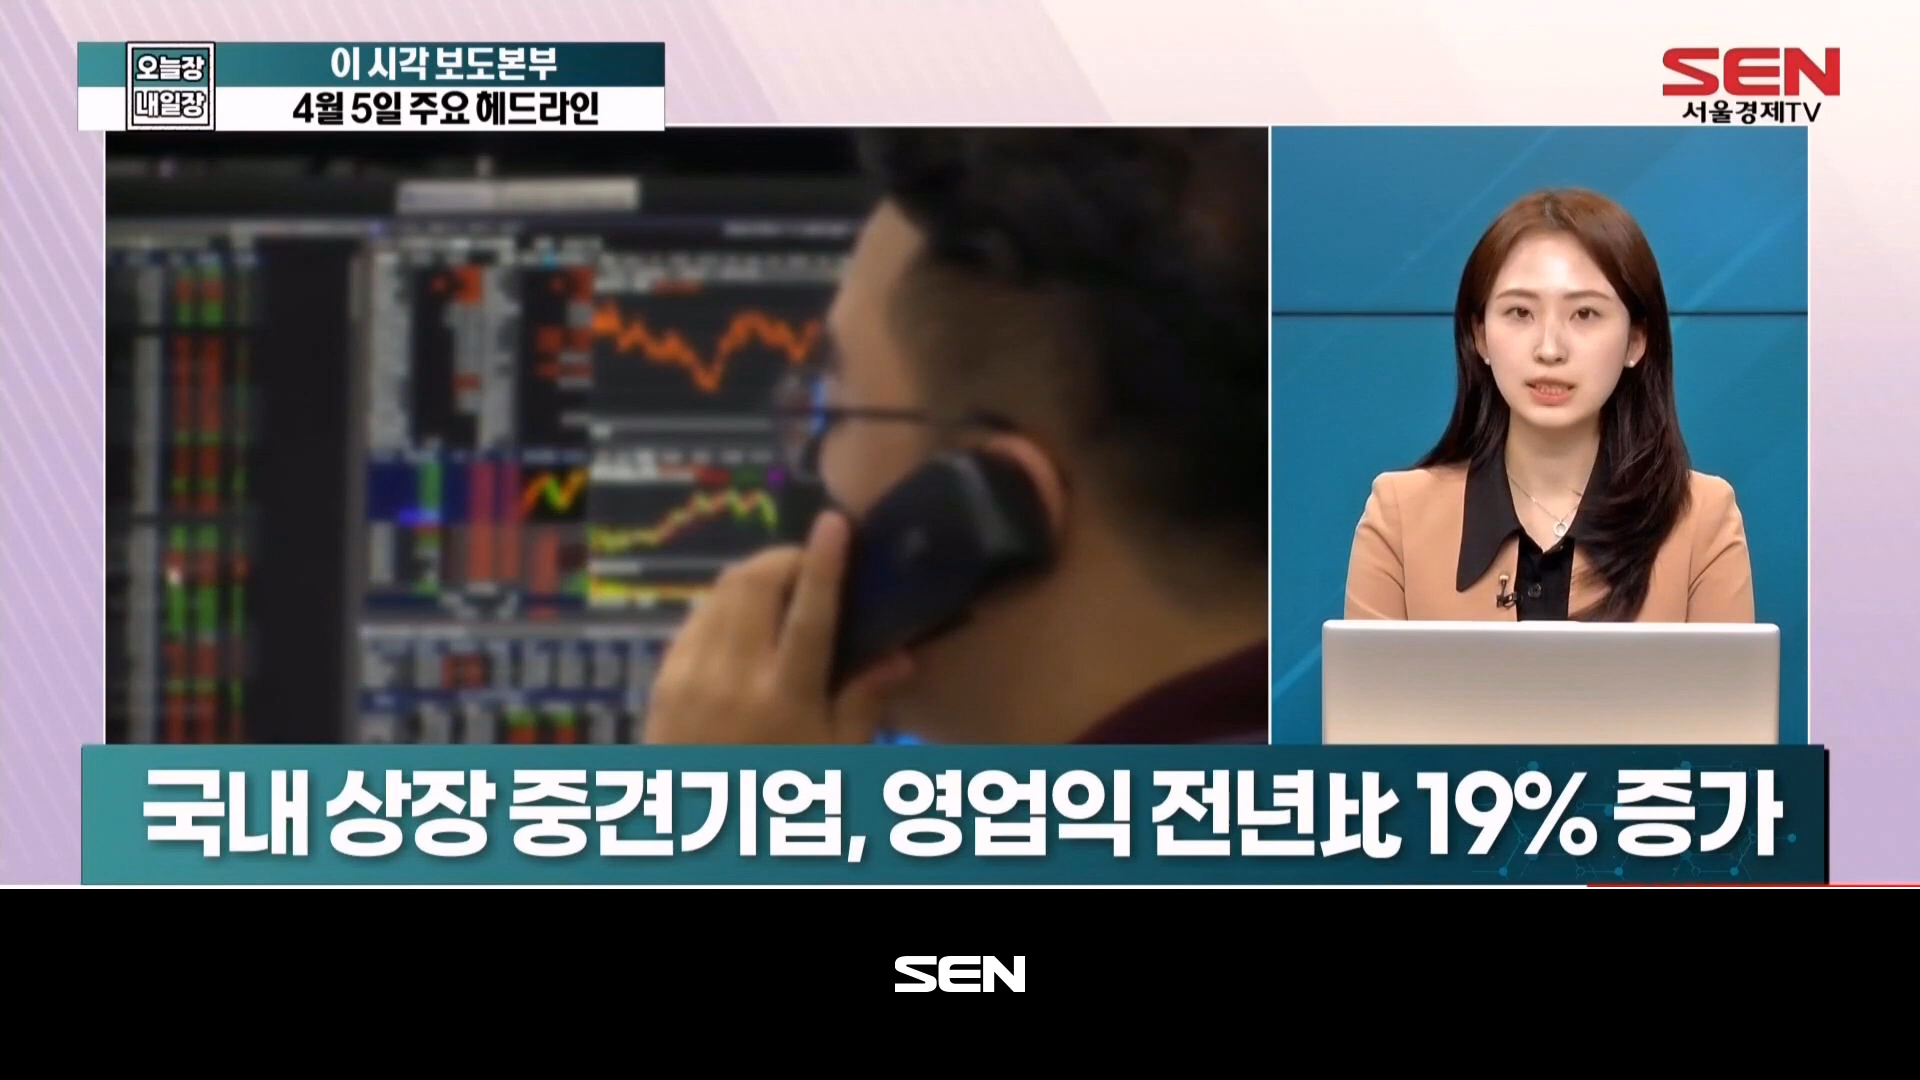 오늘장
내일장
이 시각 보도본부
4월 5일 주요 헤드라인
SEN
서울경제TV
국내 상장 중견기업, 영업익 전년比 19% 증가
SEN